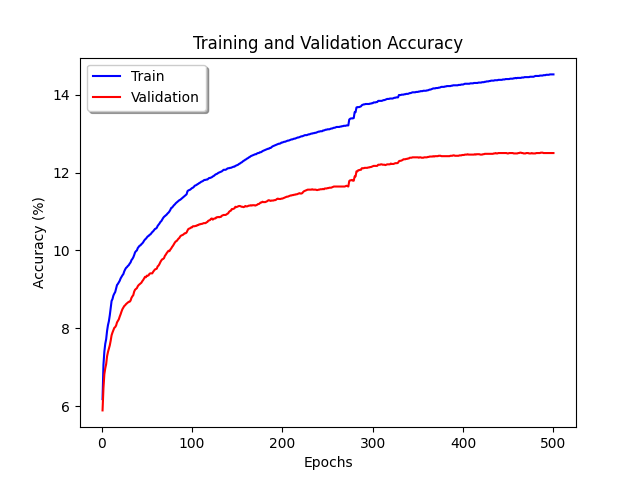 Training and Validation Accuracy
Train
Validation
Accuracy (%)
14
12
10
8
6
0 100 200 300 400 500
Epochs